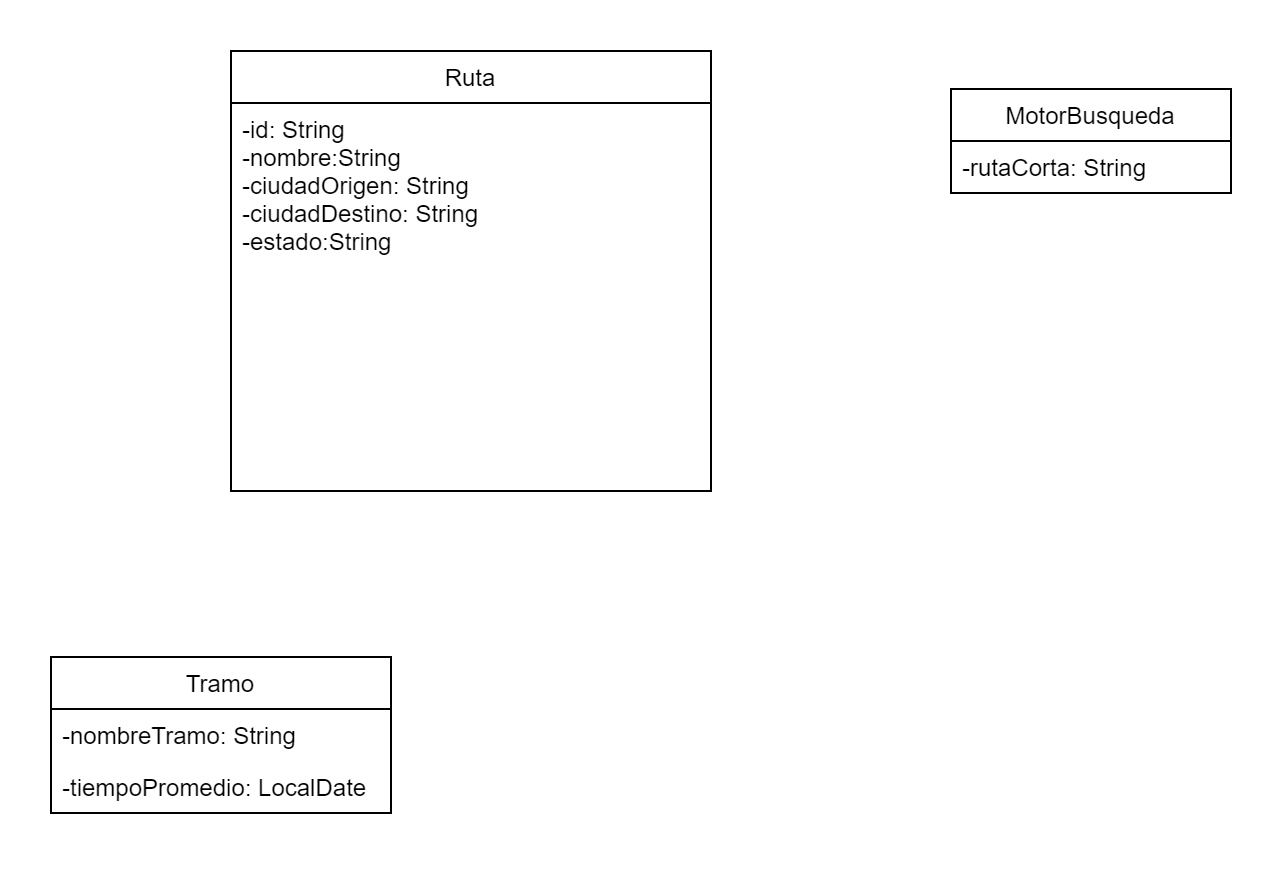 Ruta
-id: String
-nombre:String
-ciudadOrigen: String
-ciudadDestino: String
-estado:String
MotorBusqueda
-rutaCorta: String
Tramo
-nombreTramo: String
-tiempoPromedio: LocalDate